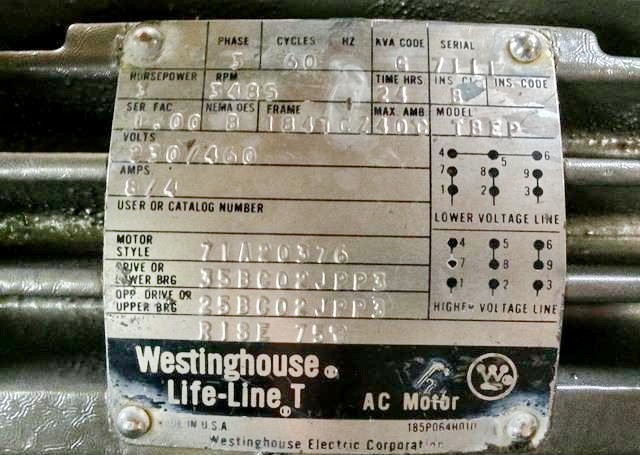 PHASE CYCLES HZ KVA CODE SERIAL
3 60 G
HORSEPOWER RPM TIME HRS INS. CL. INS. CODE
3 3485 24 B
SER FAC NEMA DES FRAME MAX. AMB. MODEL
1.00 B 40°C TBEP
VOLTS
230/460
AMPS
8/4
USER OR CATALOG NUMBER
4 5 6
7 8 9
1 2 3
LOWER VOLTAGE LINE
MOTOR STYLE 71A20376
DRIVE OR LOWER BRG 35BC02JPP3
OPP. DRIVE OR UPPER BRG 25BC02JPP3
4 5 6
7 8 9
1 2 3
HIGHER VOLTAGE LINE
RISE 75°
Westinghouse
Life-Line T AC Motor
W
IN U.S.A. 185P064H010
Westinghouse Electric Corporation